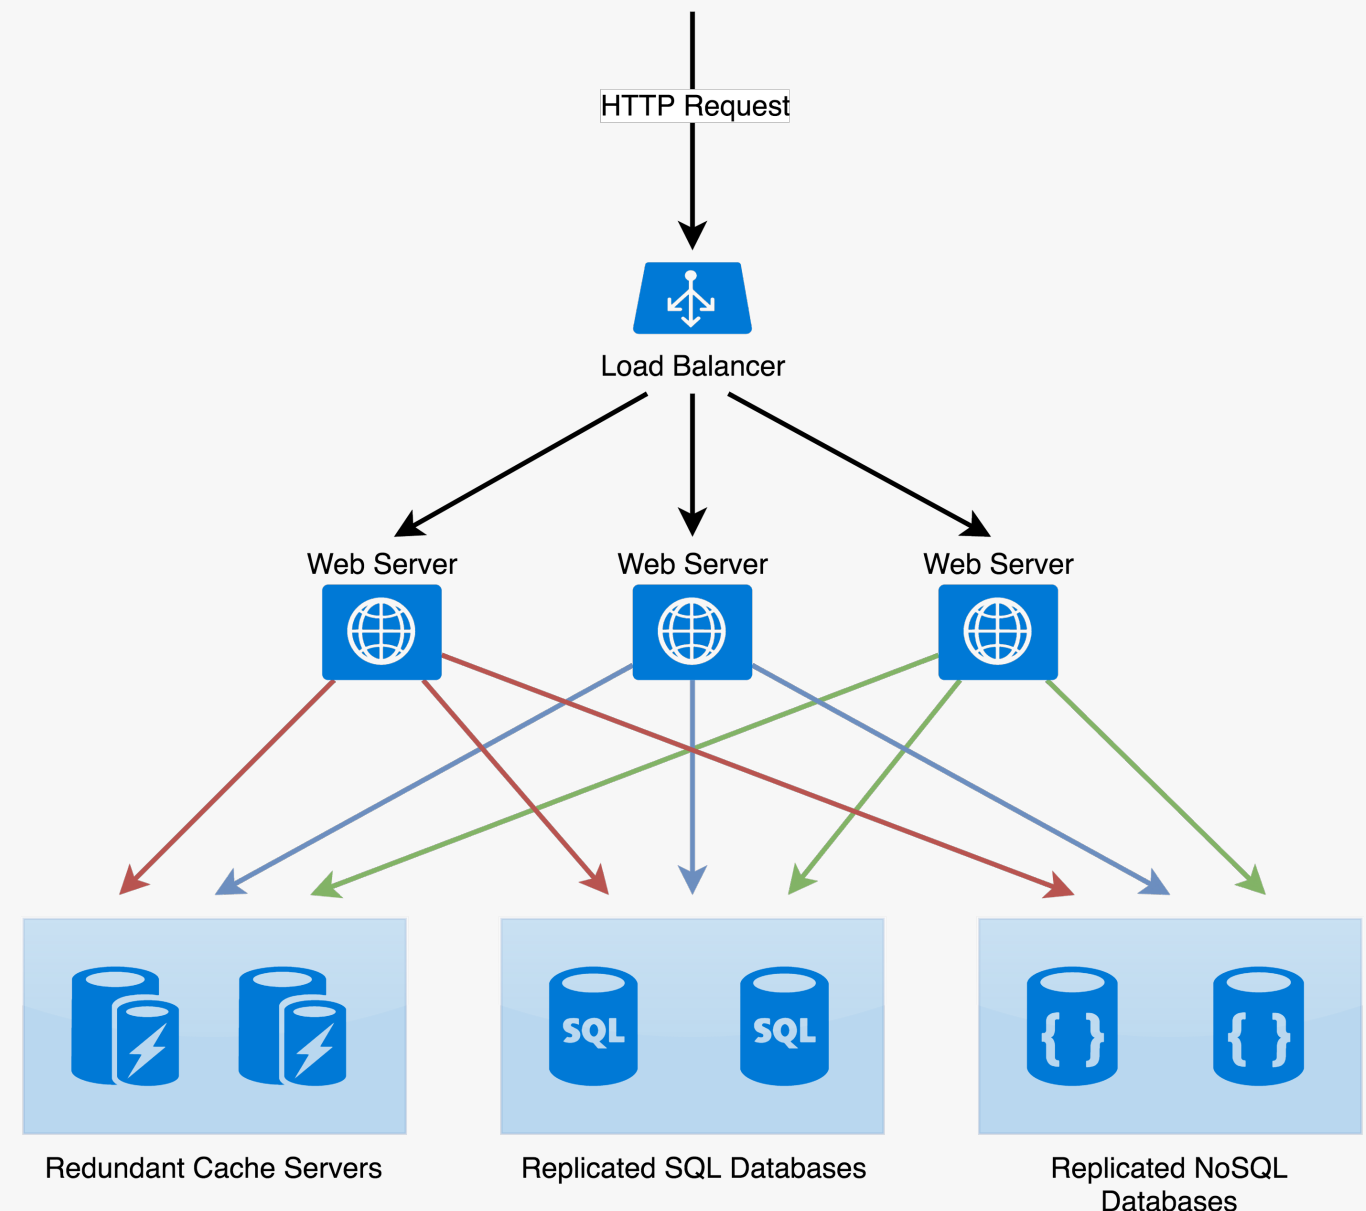 HTTP Request
Load Balancer
Web Server
Web Server
Web Server
SQL
SQL
{ }
{ }
Redundant Cache Servers
Replicated SQL Databases
Replicated NoSQL
Databases